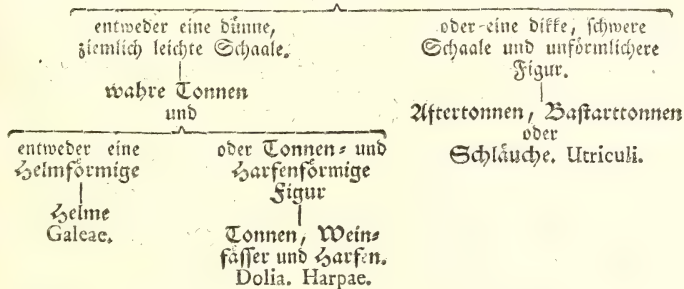 entweder eine dünne,
ziemlich leichte Schaale.
wahre Tonnen
und
entweder eine
Helmförmige
Helme
Galeae.
oder Tonnen- und
Harfenförmige
Figur
Tonnen, Wein-
fässer und Harfen.
Dolia. Harpae.
oder eine dikke, schwere
Schaale und unförmlichere
Figur.
Aftertonnen, Bastarttonnen
oder
Schläuche. Utriculi.